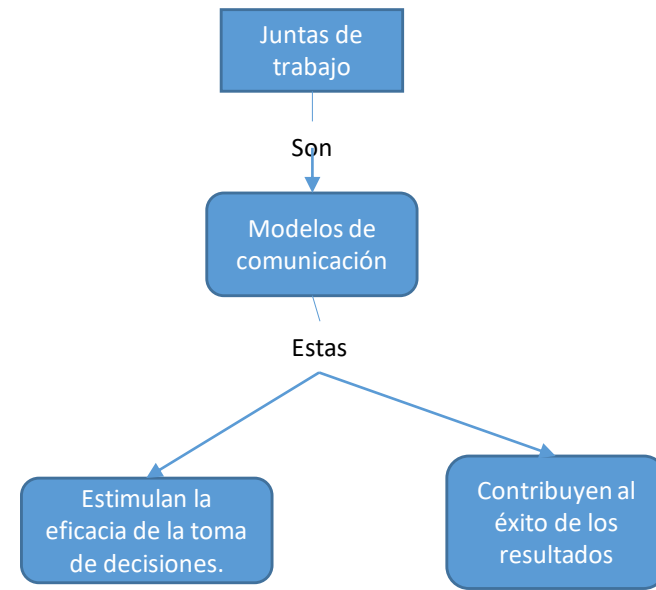 Juntas de
trabajo
Son
Modelos de
comunicación
Estas
Estimulan la
eficacia de la toma
de decisiones.
Contribuyen al
éxito de los
resultados